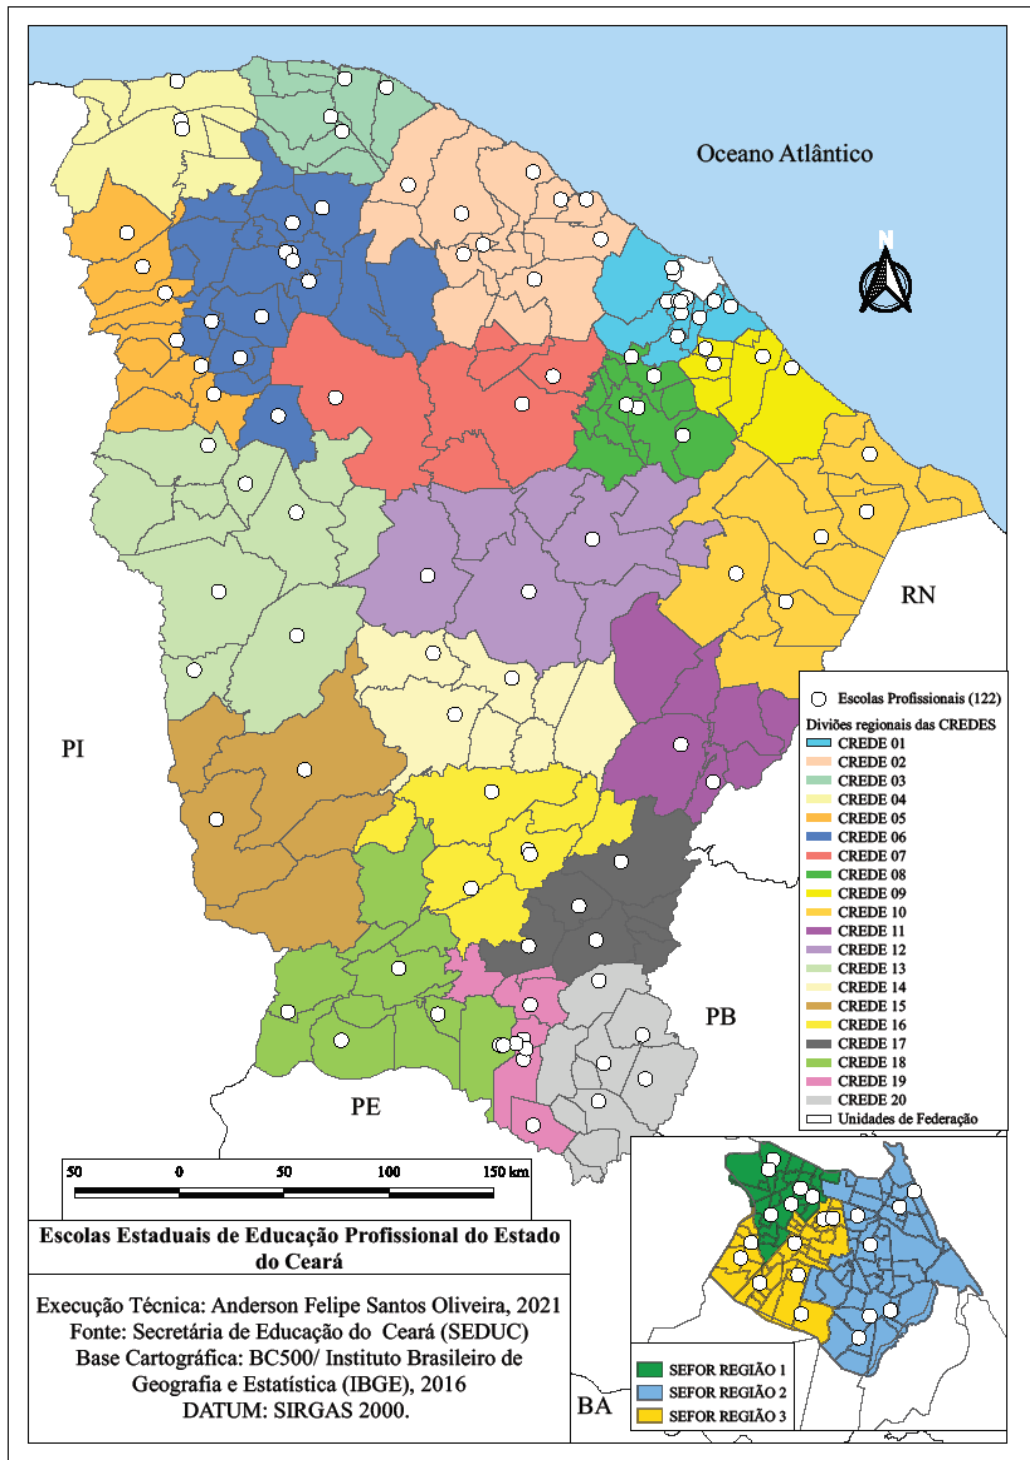 Oceano Atlântico
N
RN
PI
PB
PE
BA
Escolas Profissionais (122)
Diviões regionais das CREDES
CREDE 01
CREDE 02
CREDE 03
CREDE 04
CREDE 05
CREDE 06
CREDE 07
CREDE 08
CREDE 09
CREDE 10
CREDE 11
CREDE 12
CREDE 13
CREDE 14
CREDE 15
CREDE 16
CREDE 17
CREDE 18
CREDE 19
CREDE 20
Unidades de Federação
50 0 50 100 150 km
Escolas Estaduais de Educação Profissional do Estado
do Ceará
Execução Técnica: Anderson Felipe Santos Oliveira, 2021
Fonte: Secretária de Educação do Ceará (SEDUC)
Base Cartográfica: BC500/ Instituto Brasileiro de
Geografia e Estatística (IBGE), 2016
DATUM: SIRGAS 2000.
SEFOR REGIÃO 1
SEFOR REGIÃO 2
SEFOR REGIÃO 3